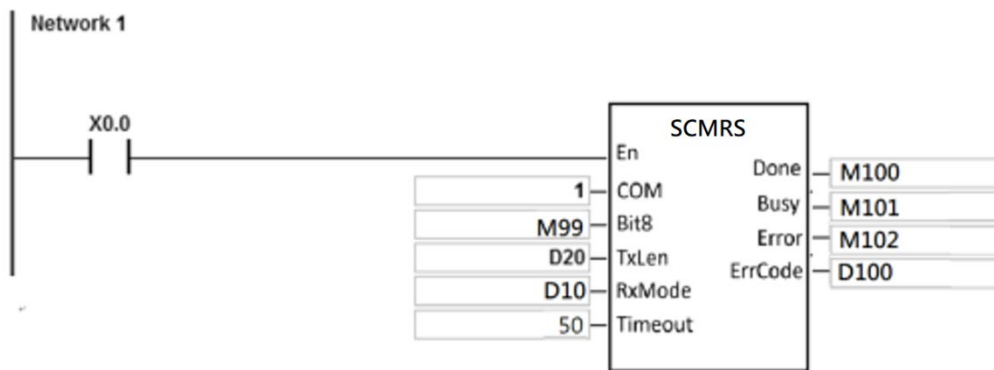 Network 1
X0.0
SCMRS
En
Done M100
1 COM
Busy M101
M99 Bit8
Error M102
D20 TxLen
ErrCode D100
D10 RxMode
50 Timeout